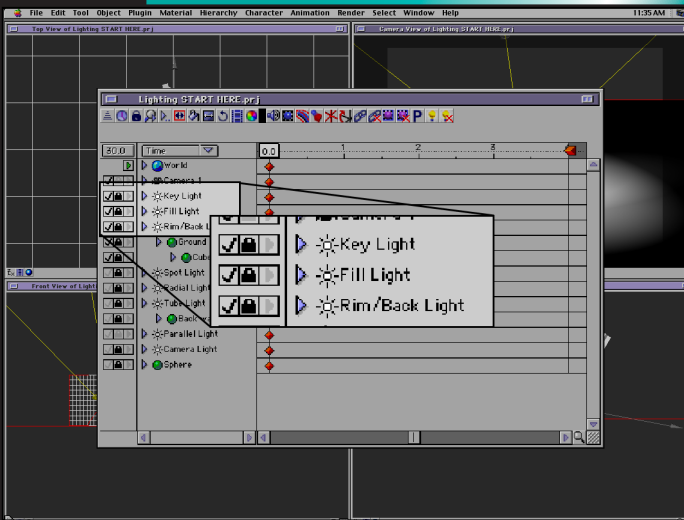 File Edit Tool Object Plugin Material Hierarchy Character Animation Render Select Window Help 11:35 AM
Top View of Lighting START HERE.prj
Camera View of Lighting START HERE.prj
Lighting START HERE.prj
P
30.0 Time 0.0 1 2 3
World
Camera 1
Key Light
Fill Light
Rim/Back L
Ground
Cube
Spot Light
Radial Light
Tube Light
Parallel Light
Camera Light
Sphere
Key Light
Fill Light
Rim/Back Light
Front View of Light